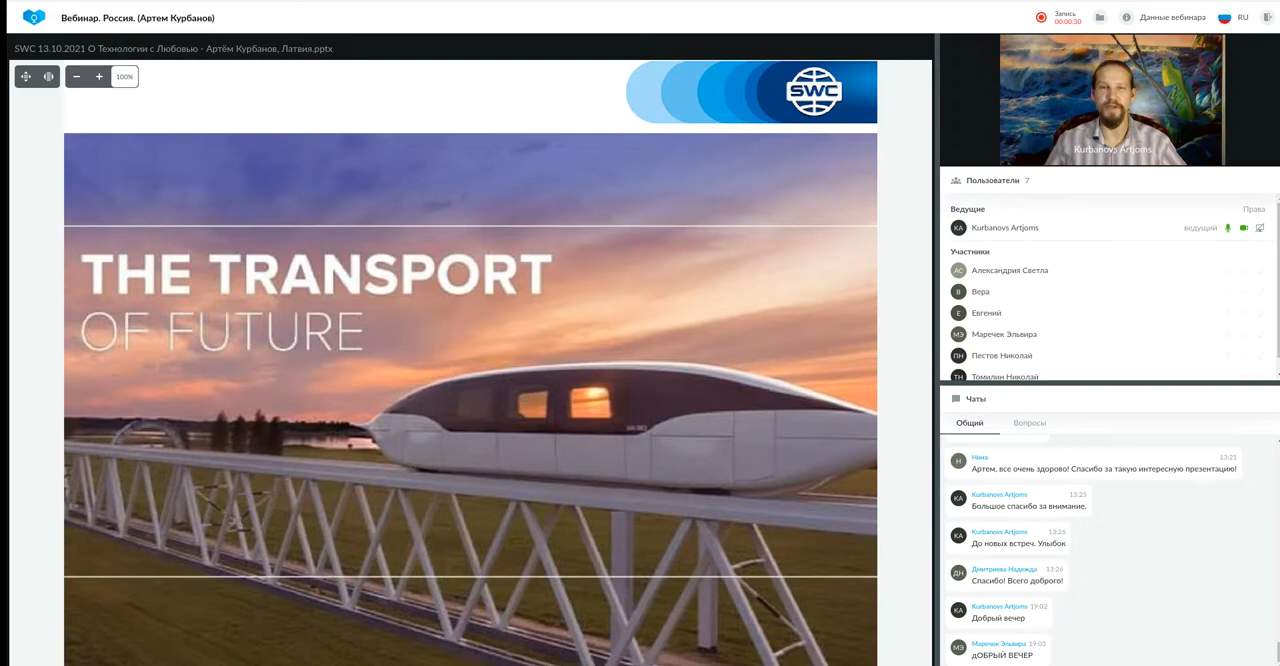 Вебинар. Россия. (Артем Курбанов)
Запись
00:00:30
Данные вебинара
RU
SWC 13.10.2021 О Технологии с Любовью - Артём Курбанов, Латвия.pptx
100%
SWC
THE TRANSPORT
OF FUTURE
Kurbanovs Artjoms
Пользователи 7
Ведущие
Права
KA
Kurbanovs Artjoms
ведущий
Участники
АС
Александрия Светла
В
Вера
Е
Евгений
МЭ
Маречек Эльвира
ПН
Пестов Николай
ТН
Томилин Николай
Чаты
Общий
Вопросы
Н
Нина
13:21
Артем, все очень здорово! Спасибо за такую интересную презентацию!
KA
Kurbanovs Artjoms
13:25
Большое спасибо за внимание.
KA
Kurbanovs Artjoms
13:26
До новых встреч. Улыбок
ДН
Дмитриева Надежда
13:26
Спасибо! Всего доброго!
KA
Kurbanovs Artjoms 19:02
Добрый вечер
МЭ
Маречек Эльвира 19:03
дОБРЫЙ ВЕЧЕР